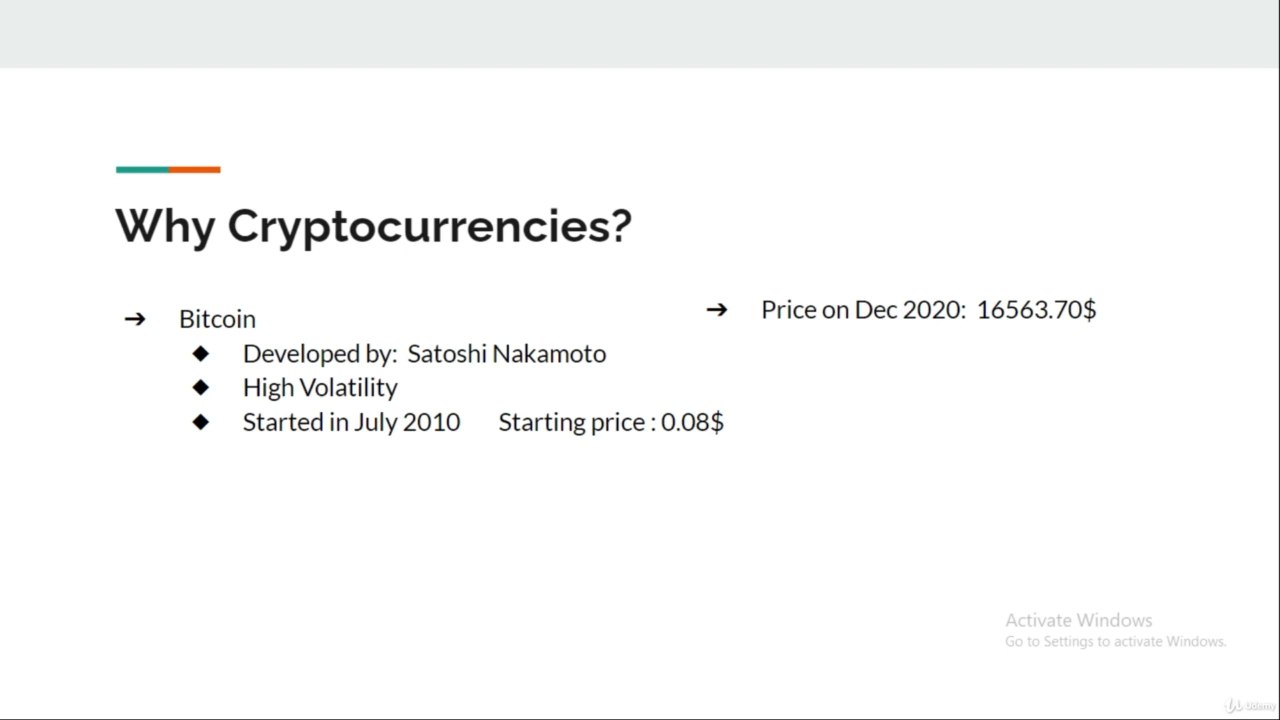 Why Cryptocurrencies?
➔ Bitcoin
◆ Developed by: Satoshi Nakamoto
◆ High Volatility
◆ Started in July 2010 Starting price : 0.08$
➔ Price on Dec 2020: 16563.70$
Activate Windows
Go to Settings to activate Windows.
Udemy